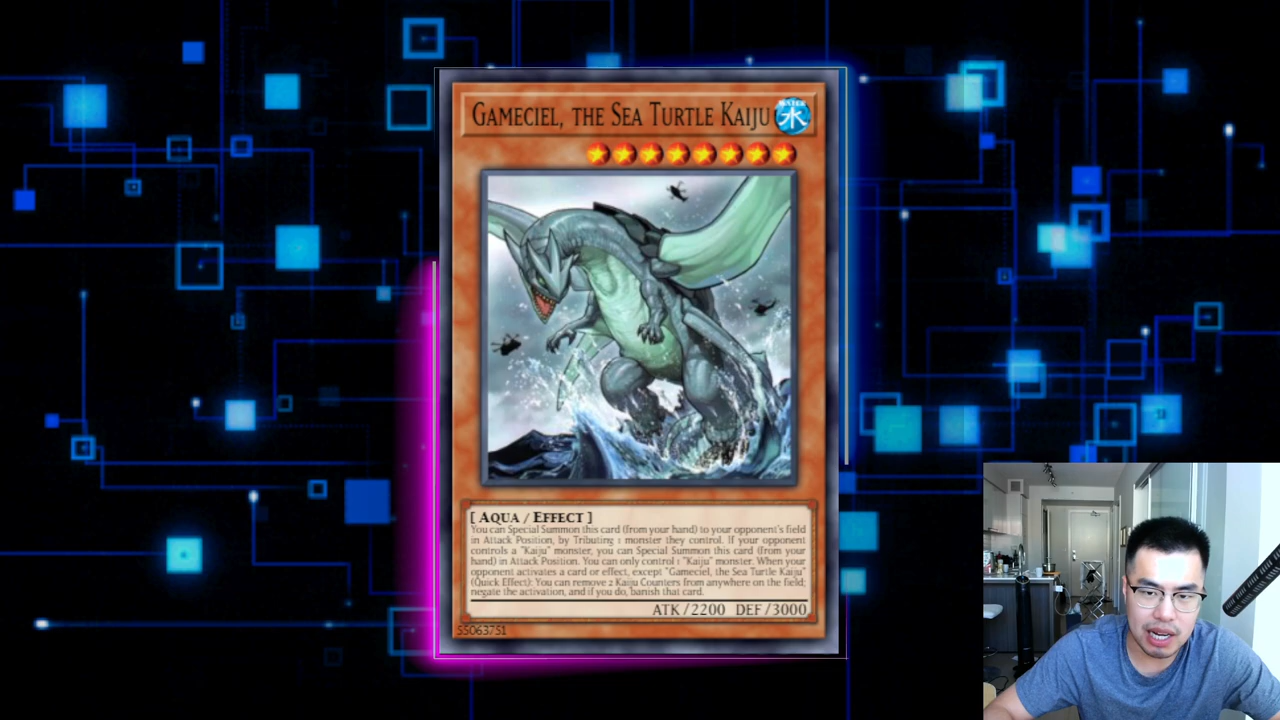 GAMECIEL, THE SEA TURTLE KAIJU
WATER
水
[ AQUA / EFFECT ]
You can Special Summon this card (from your hand) to your opponent's field
in Attack Position, by Tributing 1 monster they control. If your opponent
controls a "Kaiju" monster, you can Special Summon this card (from your
hand) in Attack Position. You can only control 1 "Kaiju" monster. When your
opponent activates a card or effect, except "Gameciel, the Sea Turtle Kaiju"
(Quick Effect): You can remove 2 Kaiju Counters from anywhere on the field;
negate the activation, and if you do, banish that card.
ATK/2200 DEF/3000
55063751